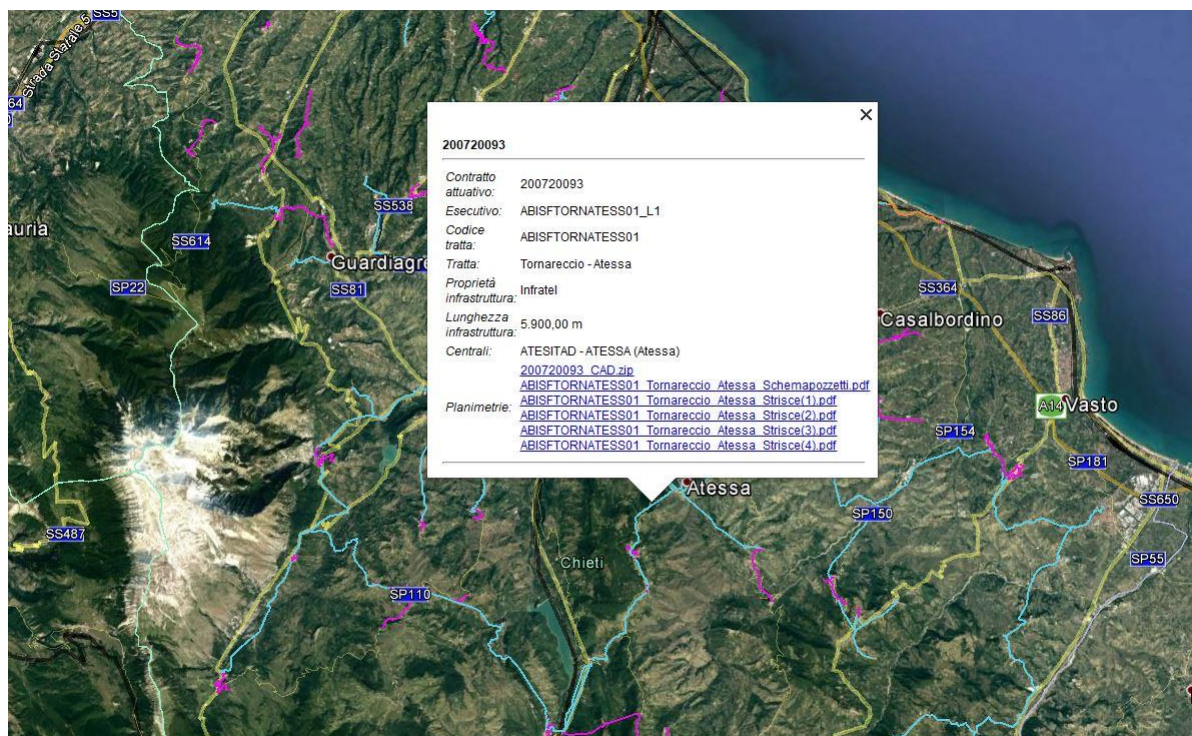 SS5
Strada Statale 5
64
auria
SS538
SS614
Guardiagre
SP22
SS81
SS487
SP110
Chieti
Atessa
SP150
SP154
SS364
Casalbordino
SS86
A14
Vasto
SP181
SS650
SP55
200720093
Contratto attuativo: 200720093
Esecutivo: ABISFTORNATESS01_L1
Codice tratta: ABISFTORNATESS01
Tratta: Tornareccio - Atessa
Proprietà infrastruttura: Infratel
Lunghezza infrastruttura: 5.900,00 m
Centrali: ATESITAD - ATESSA (Atessa)
Planimetrie:
200720093_CAD.zip
ABISFTORNATESS01_Tornareccio_Atessa_Schemapozzetti.pdf
ABISFTORNATESS01_Tornareccio_Atessa_Strisce(1).pdf
ABISFTORNATESS01_Tornareccio_Atessa_Strisce(2).pdf
ABISFTORNATESS01_Tornareccio_Atessa_Strisce(3).pdf
ABISFTORNATESS01_Tornareccio_Atessa_Strisce(4).pdf